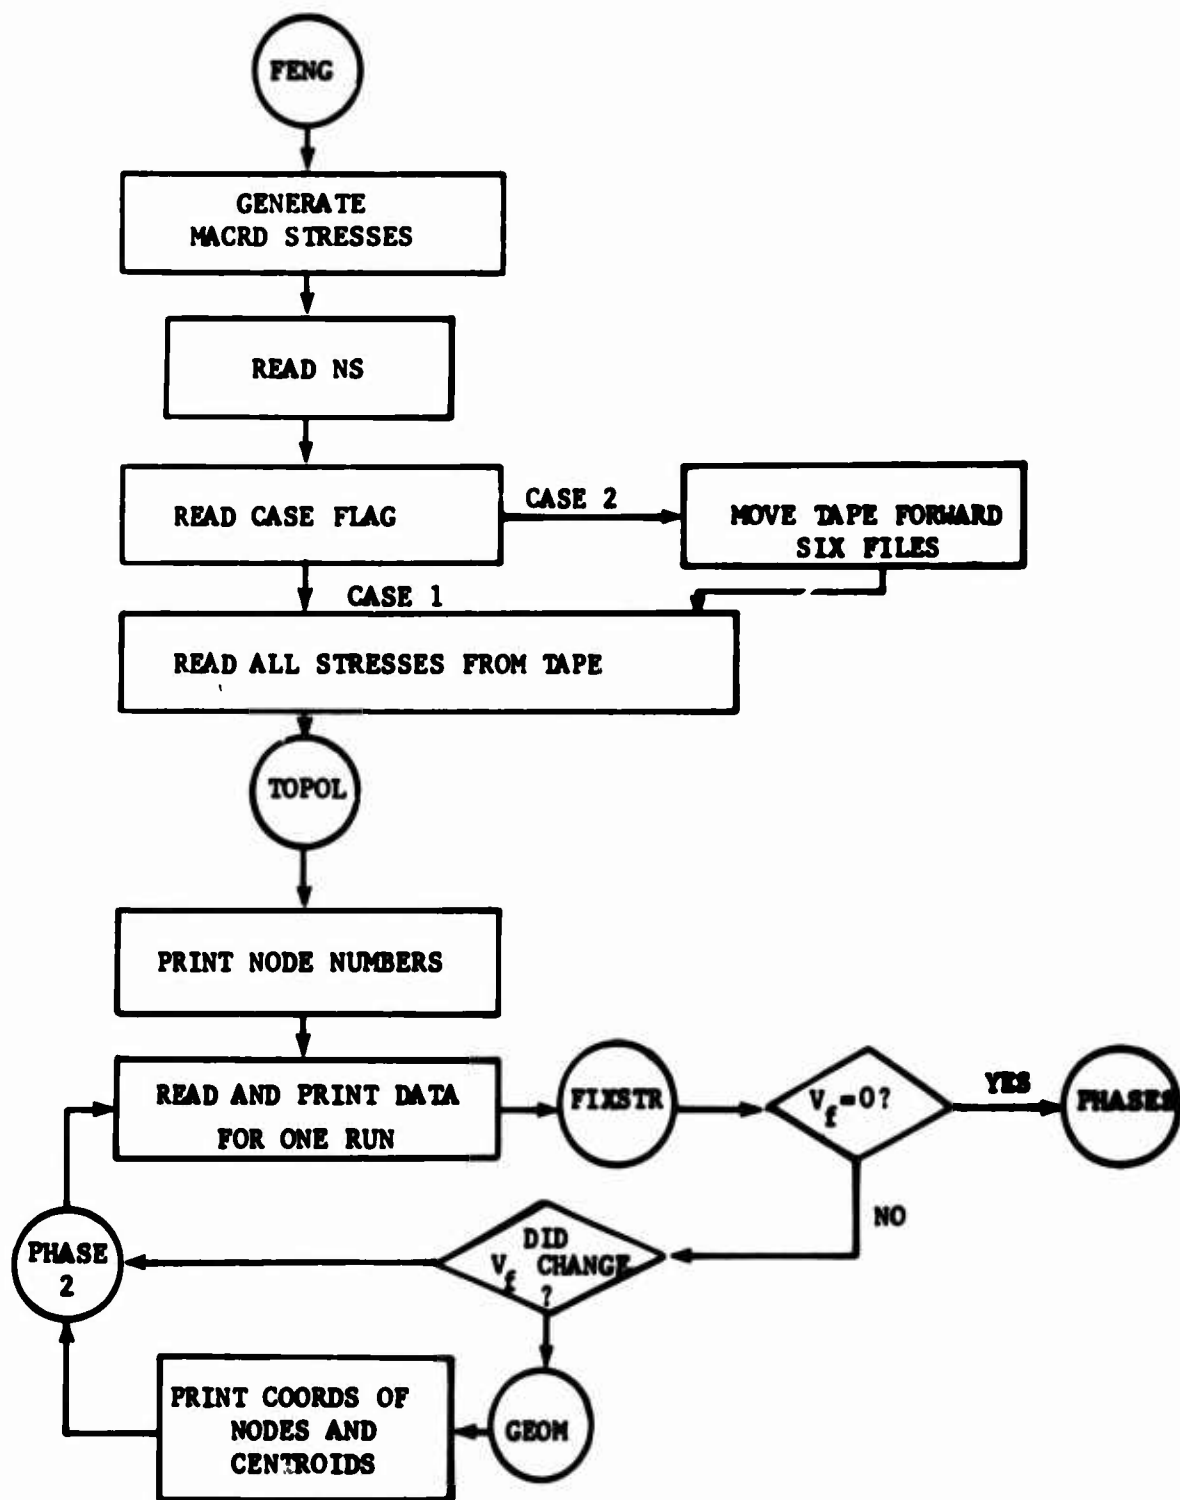 FENG
GENERATE
MACRD STRESSES
READ NS
READ CASE FLAG
CASE 2
MOVE TAPE FORWARD
SIX FILES
CASE 1
READ ALL STRESSES FROM TAPE
TOPOL
PRINT NODE NUMBERS
READ AND PRINT DATA
FOR ONE RUN
FIXSTR
V_f=0?
YES
PHASES
NO
DID
V_f CHANGE
?
PHASE
2
PRINT COORDS OF
NODES AND
CENTROIDS
GEOM